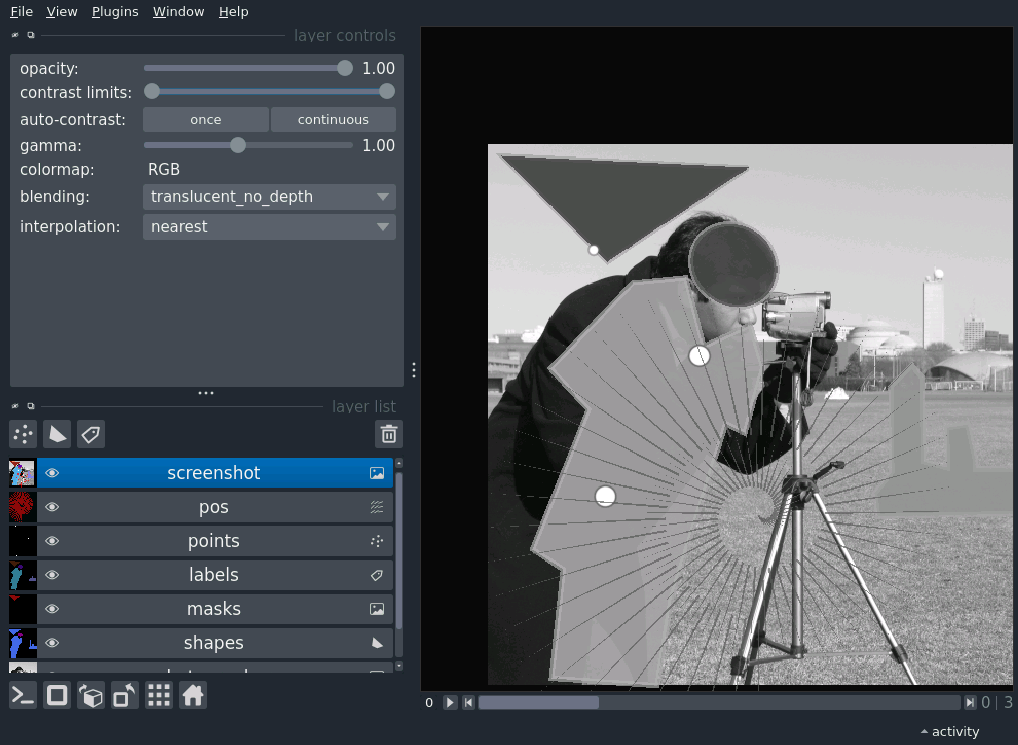 File View Plugins Window Help
layer controls
opacity: 1.00
contrast limits:
auto-contrast: once continuous
gamma: 1.00
colormap: RGB
blending: translucent_no_depth
interpolation: nearest
layer list
screenshot
pos
points
labels
masks
shapes
0 0 | 3
activity